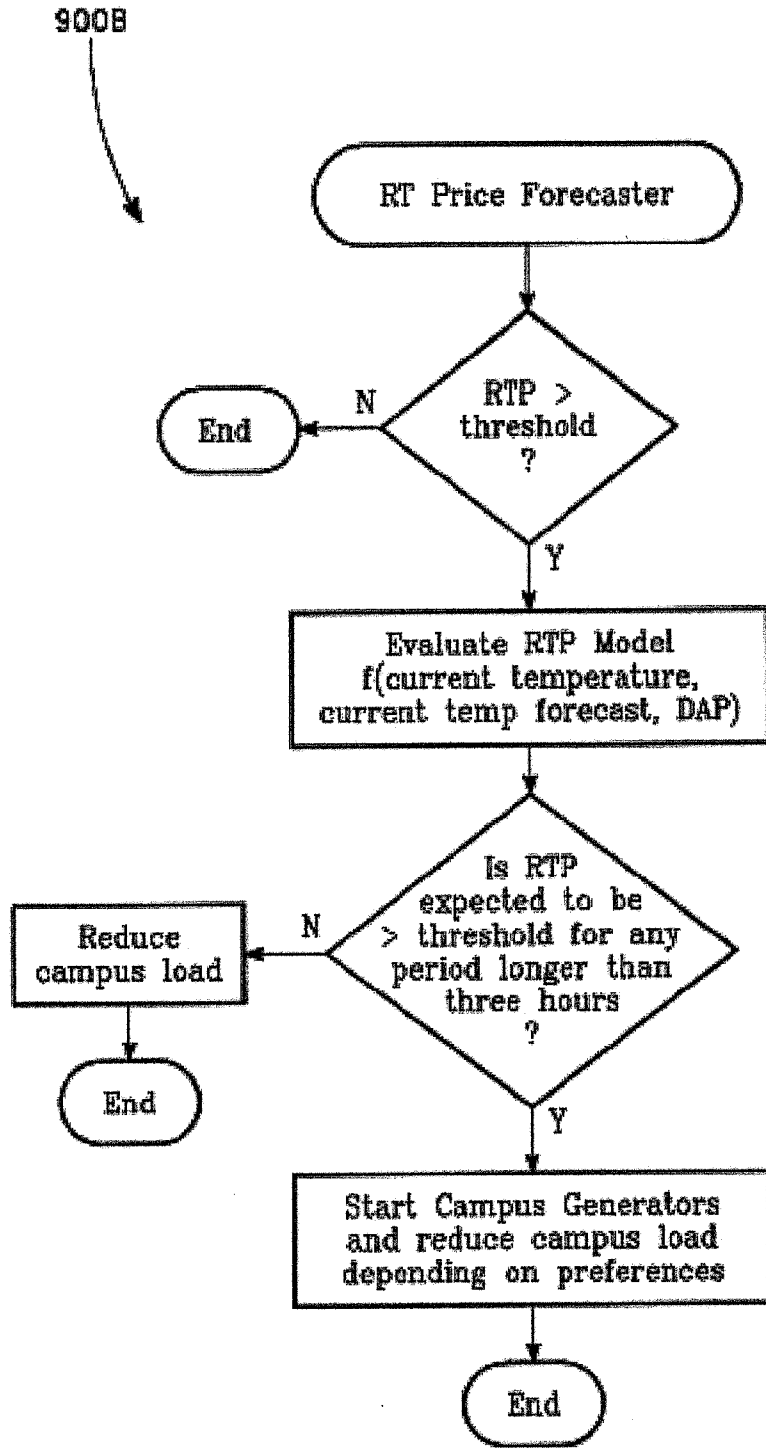 900B
RT Price Forecaster
RTP >
threshold
?
N
End
Y
Evaluate RTP Model
f(current temperature,
current temp forecast, DAP)
Is RTP
expected to be
> threshold for any
period longer than
three hours
?
N
Reduce
campus load
End
Y
Start Campus Generators
and reduce campus load
depending on preferences
End